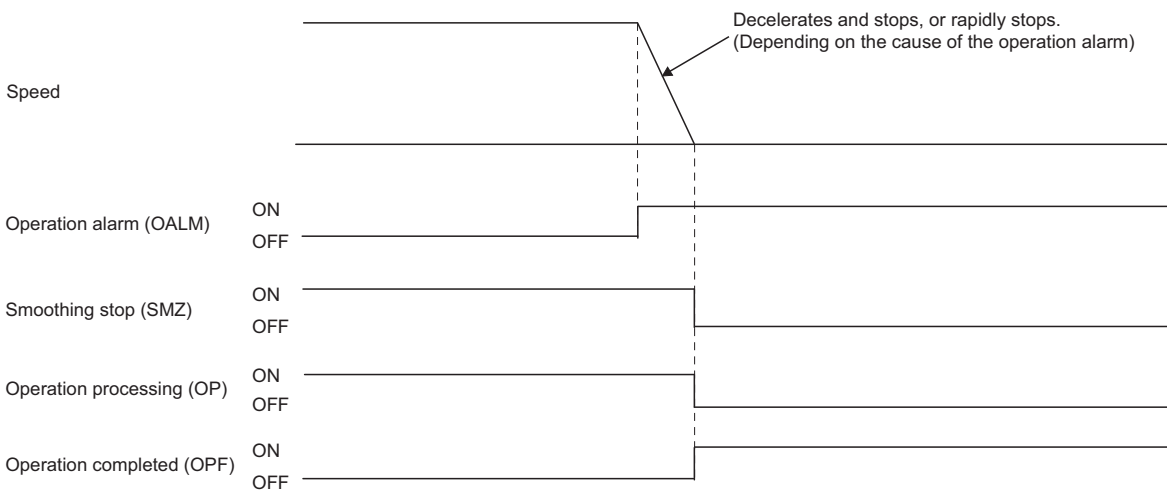 Decelerates and stops, or rapidly stops.
(Depending on the cause of the operation alarm)
Speed
Operation alarm (OALM)
ON
OFF
Smoothing stop (SMZ)
ON
OFF
Operation processing (OP)
ON
OFF
Operation completed (OPF)
ON
OFF